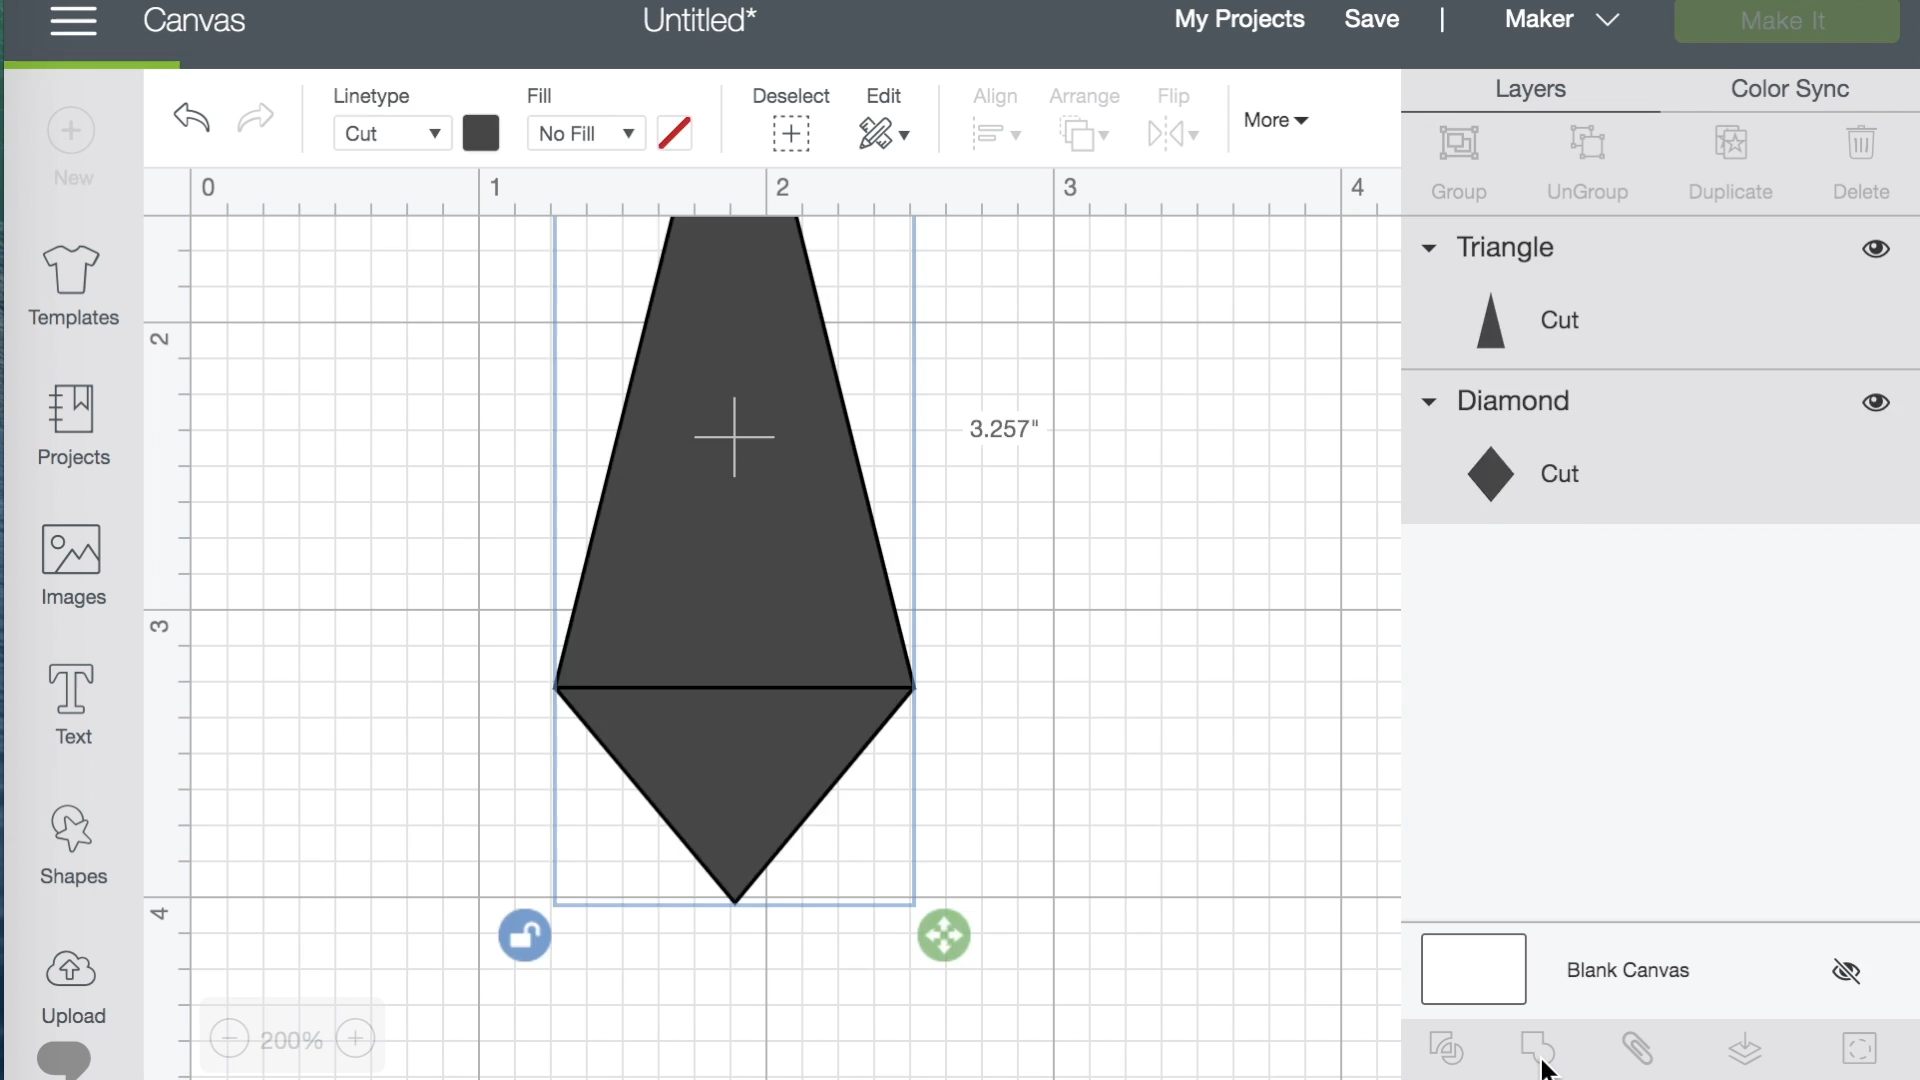 Canvas
Untitled*
My Projects
Save
|
Maker
Make It
New
Templates
Projects
Images
Text
Shapes
Upload
Linetype
Cut
Fill
No Fill
Deselect
Edit
Align
Arrange
Flip
More
0
1
2
3
4
2
3
4
3.257"
200%
Layers
Color Sync
Group
UnGroup
Duplicate
Delete
Triangle
Cut
Diamond
Cut
Blank Canvas